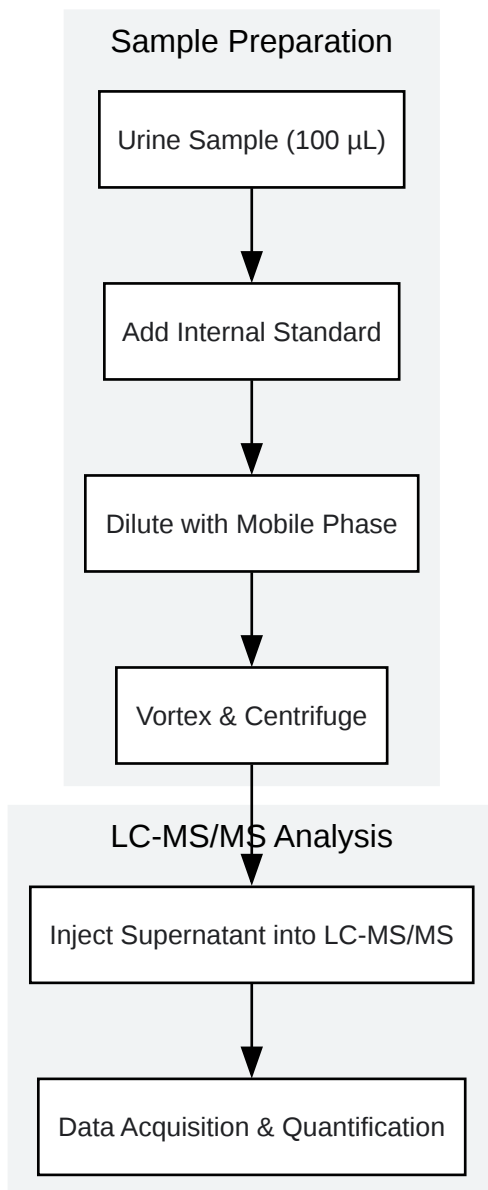 Sample Preparation
Urine Sample (100 µL)
Add Internal Standard
Dilute with Mobile Phase
Vortex & Centrifuge
LC-MS/MS Analysis
Inject Supernatant into LC-MS/MS
Data Acquisition & Quantification